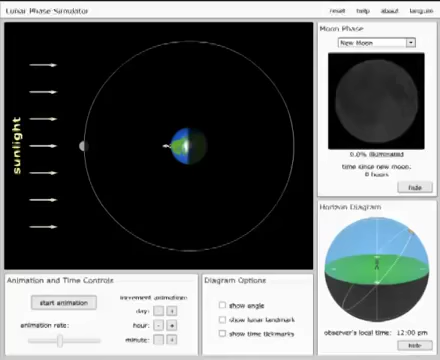 Lunar Phase Simulator
reset help about
sunlight
Moon Phase
New Moon
0.0% illuminated
time since new moon:
0 hours
hide
Horizon Diagram
observer's local time: 12:00 pm
hide
Animation and Time Controls
start animation
animation rate:
increment animation:
day: - +
hour: - +
minute: - +
Diagram Options
show angle
show lunar landmark
show time tickmarks